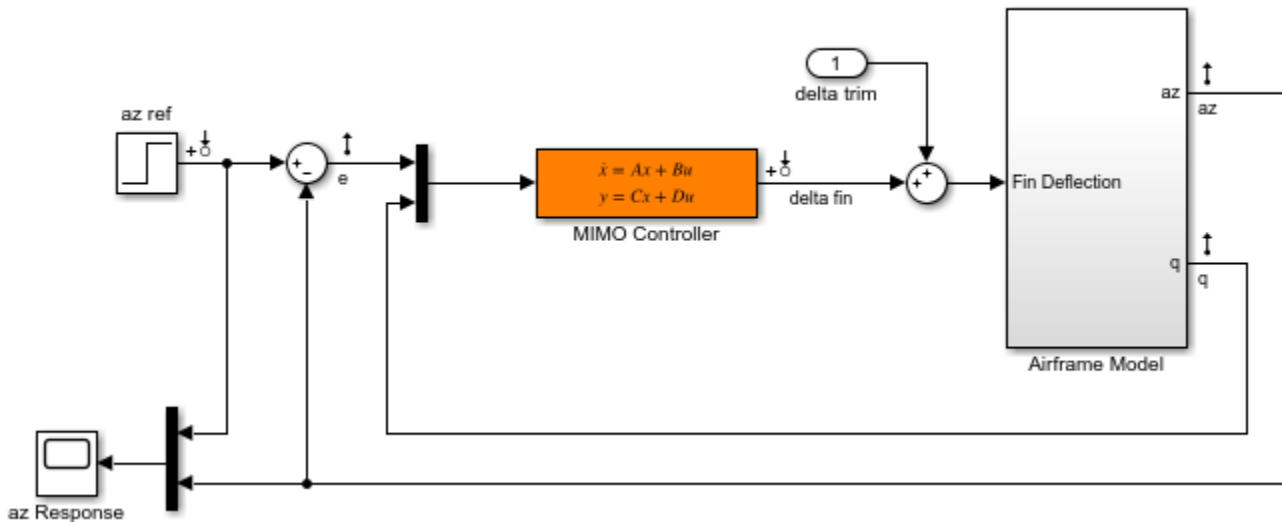 az ref
+
+
−
e
ẋ = Ax + Bu
y = Cx + Du
MIMO Controller
+
delta fin
1
delta trim
+
+
Fin Deflection
az
q
Airframe Model
az
q
az Response